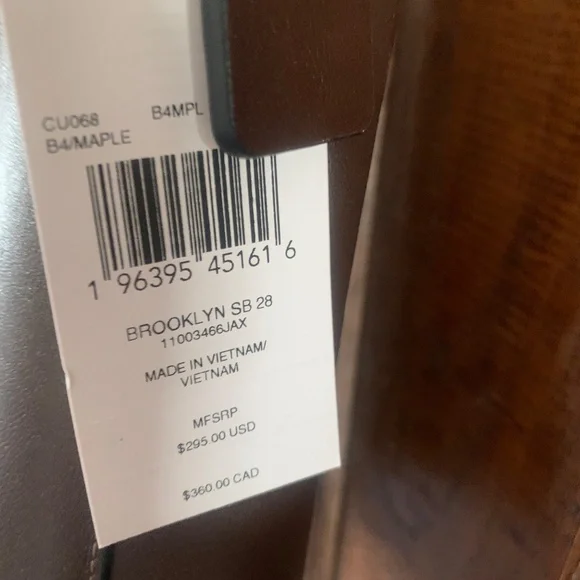 CU068 B4MPL
B4/MAPLE
1 96395 45161 6
BROOKLYN SB 28
11003466JAX
MADE IN VIETNAM/
VIETNAM
MFSRP
$295.00 USD
$360.00 CAD